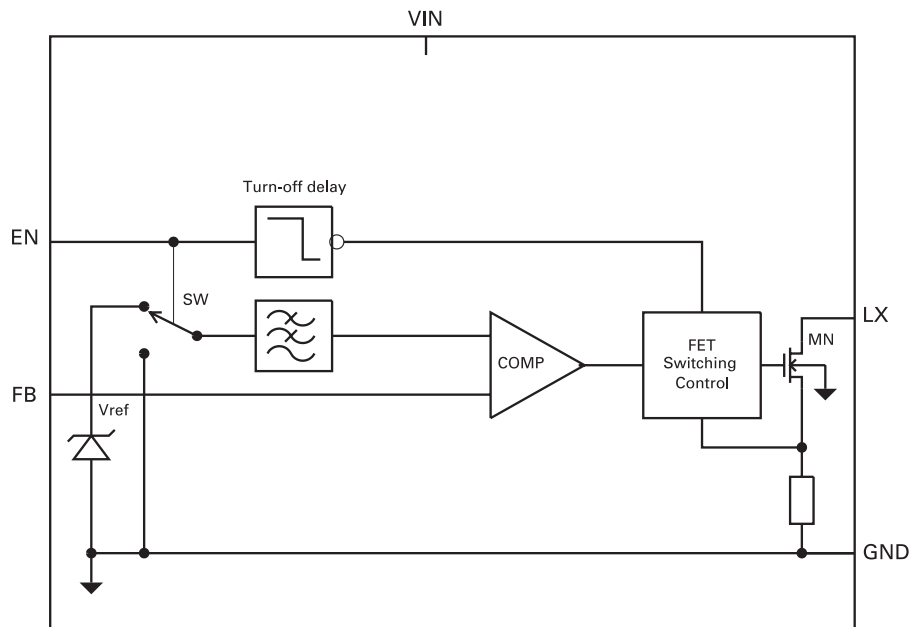 VIN
Turn-off delay
EN
SW
LX
MN
FET
Switching
Control
COMP
FB
Vref
GND